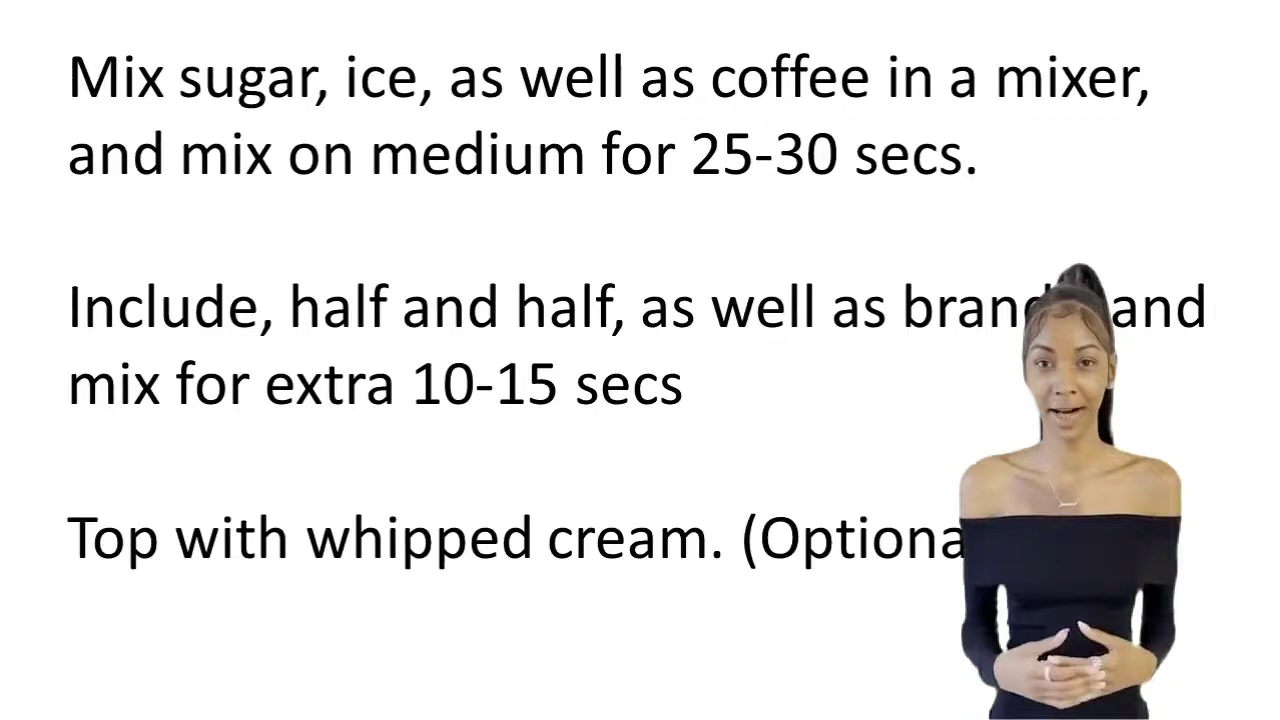 Mix sugar, ice, as well as coffee in a mixer,
and mix on medium for 25-30 secs.
Include, half and half, as well as and
mix for extra 10-15 secs
Top with whipped cream.